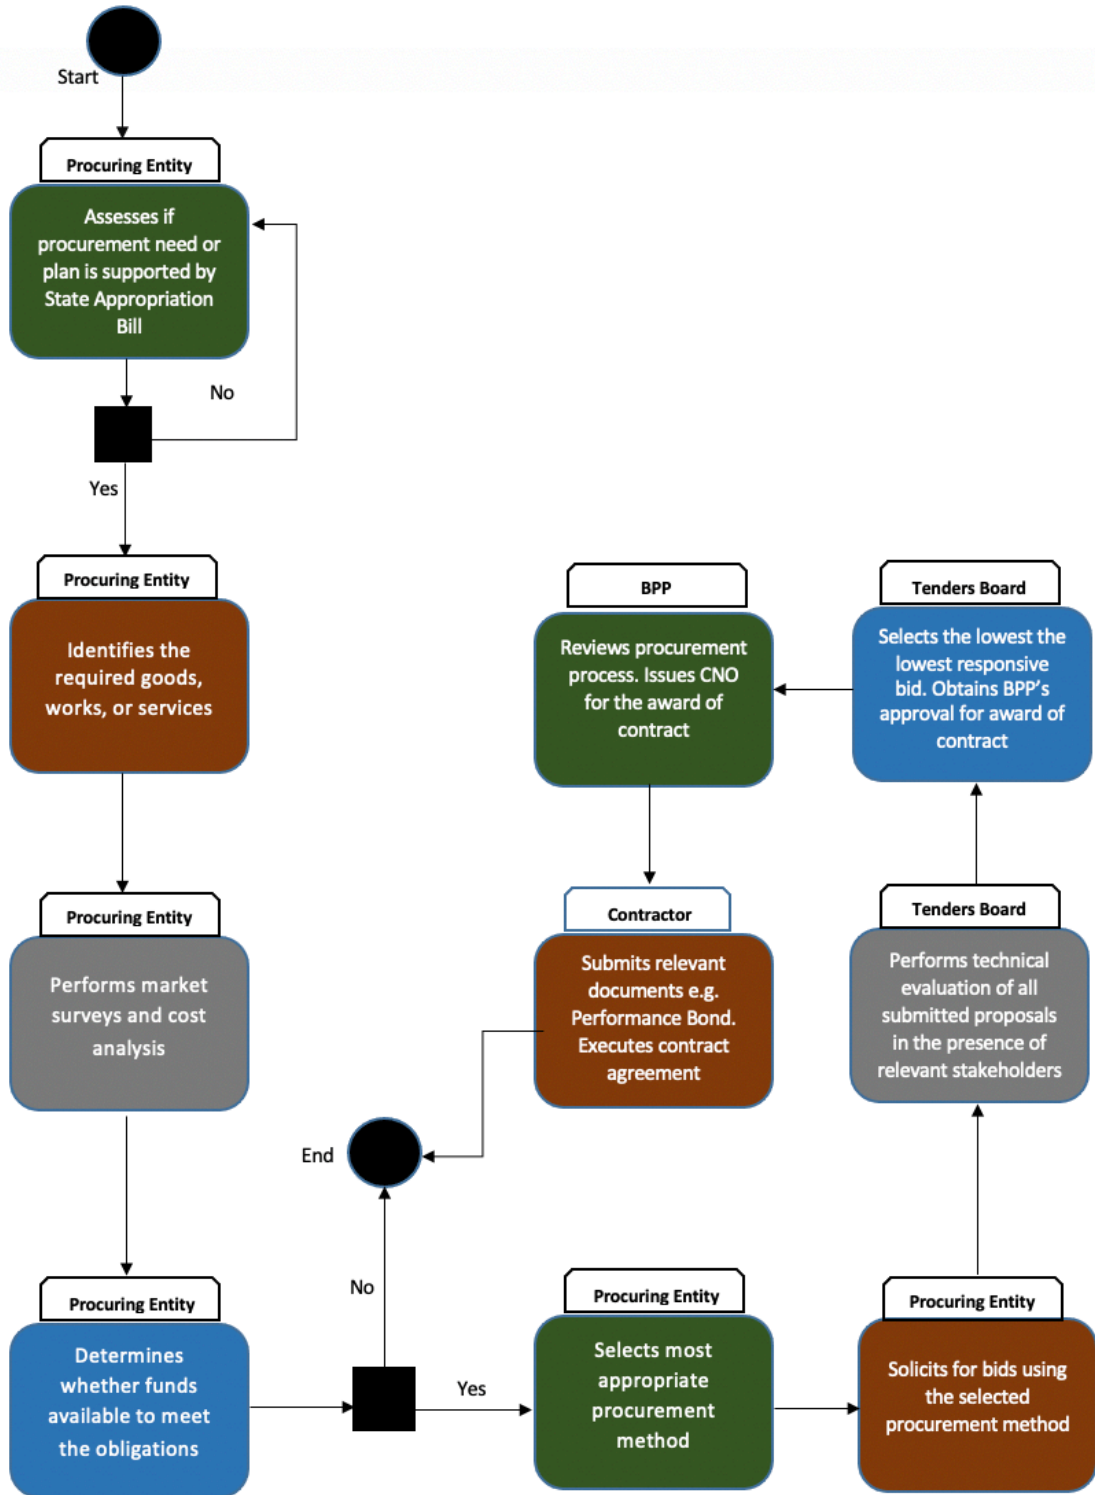 Start
Procuring Entity
Assesses if
procurement need or
plan is supported by
State Appropriation
Bill
No
Yes
Procuring Entity
Identifies the
required goods,
works, or services
Procuring Entity
Performs market
surveys and cost
analysis
Procuring Entity
Determines
whether funds
available to meet
the obligations
No
Yes
Procuring Entity
Selects most
appropriate
procurement
method
Procuring Entity
Solicits for bids using
the selected
procurement method
Tenders Board
Performs technical
evaluation of all
submitted proposals
in the presence of
relevant stakeholders
Tenders Board
Selects the lowest the
lowest responsive
bid. Obtains BPP’s
approval for award of
contract
BPP
Reviews procurement
process. Issues CNO
for the award of
contract
Contractor
Submits relevant
documents e.g.
Performance Bond.
Executes contract
agreement
End